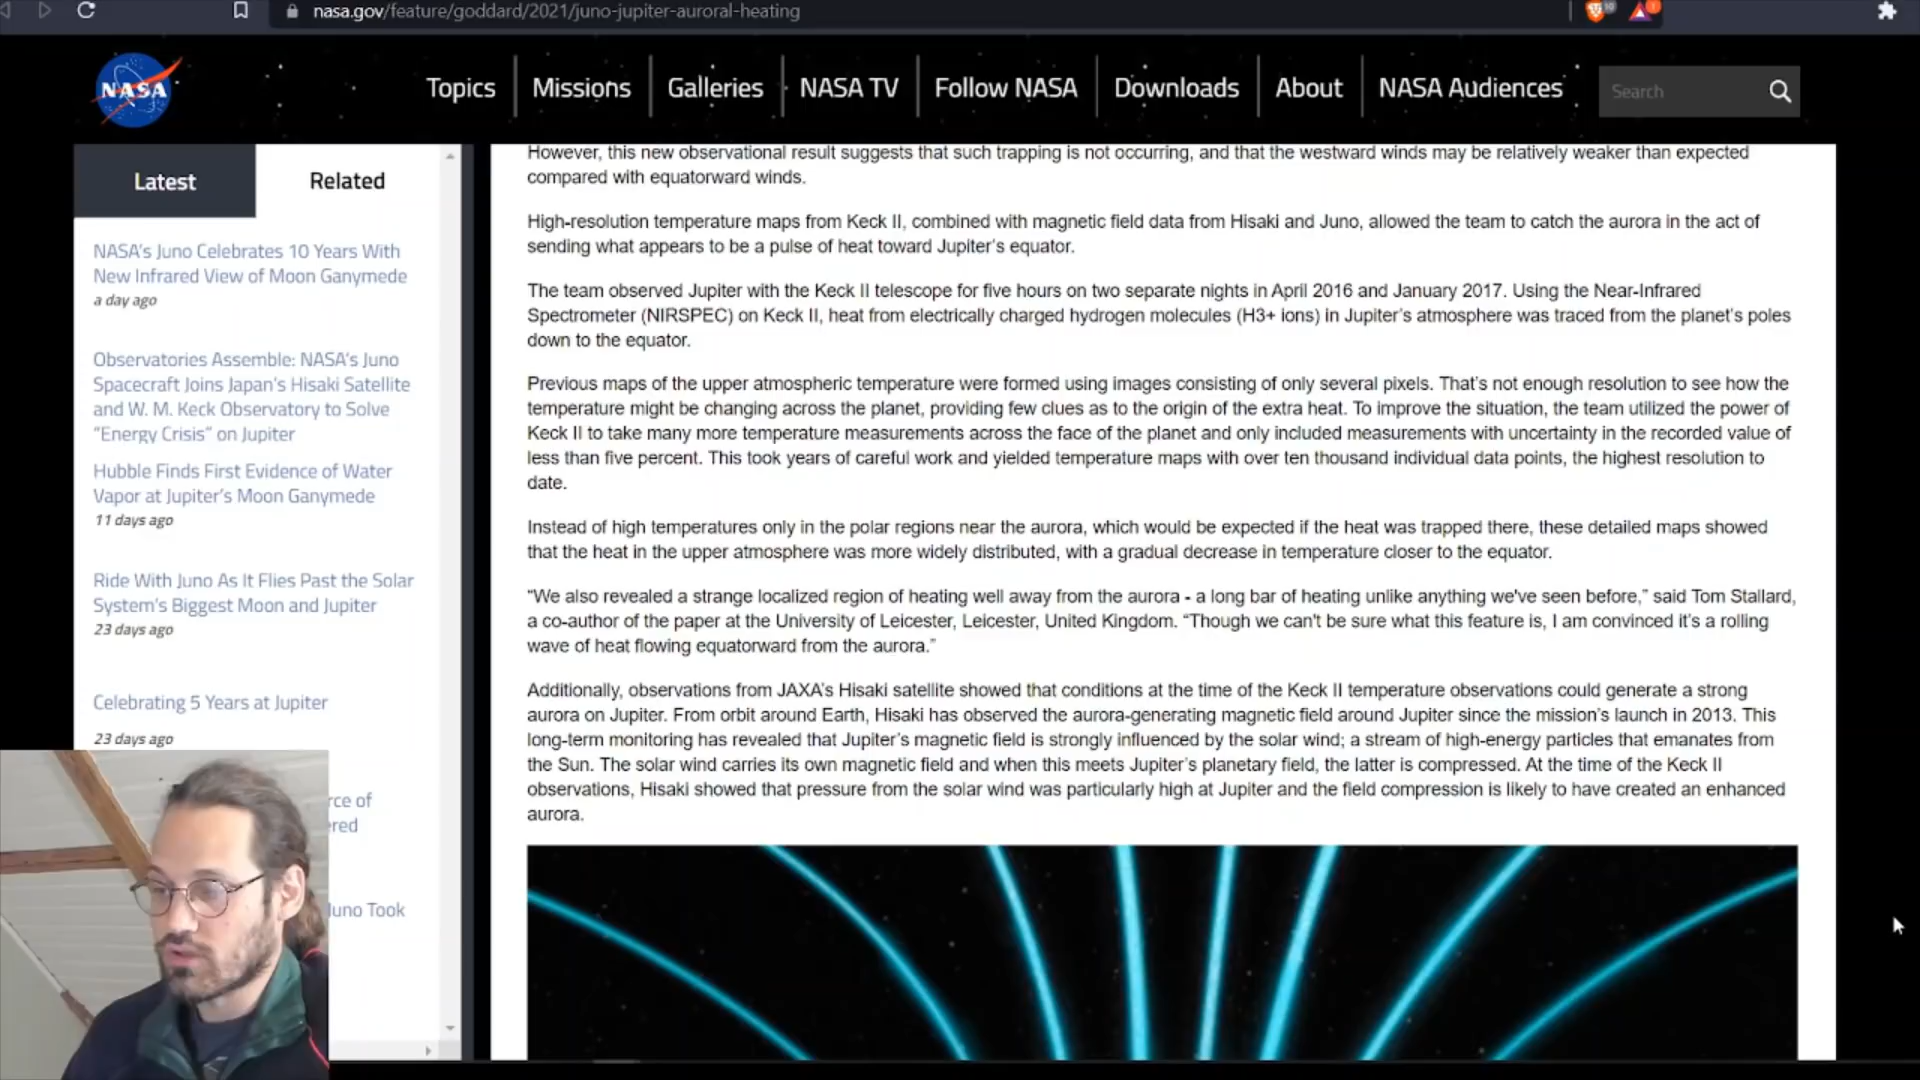 nasa.gov/feature/goddard/2021/juno-jupiter-auroral-heating
NASA
Topics
Missions
Galleries
NASA TV
Follow NASA
Downloads
About
NASA Audiences
Search
Latest
Related
NASA's Juno Celebrates 10 Years With
New Infrared View of Moon Ganymede
a day ago
Observatories Assemble: NASA's Juno
Spacecraft Joins Japan's Hisaki Satellite
and W. M. Keck Observatory to Solve
“Energy Crisis” on Jupiter
Hubble Finds First Evidence of Water
Vapor at Jupiter's Moon Ganymede
11 days ago
Ride With Juno As It Flies Past the Solar
System's Biggest Moon and Jupiter
23 days ago
Celebrating 5 Years at Jupiter
23 days ago
rce of
ered
Juno Took
However, this new observational result suggests that such trapping is not occurring, and that the westward winds may be relatively weaker than expected
compared with equatorward winds.
High-resolution temperature maps from Keck II, combined with magnetic field data from Hisaki and Juno, allowed the team to catch the aurora in the act of
sending what appears to be a pulse of heat toward Jupiter's equator.
The team observed Jupiter with the Keck II telescope for five hours on two separate nights in April 2016 and January 2017. Using the Near-Infrared
Spectrometer (NIRSPEC) on Keck II, heat from electrically charged hydrogen molecules (H3+ ions) in Jupiter's atmosphere was traced from the planet's poles
down to the equator.
Previous maps of the upper atmospheric temperature were formed using images consisting of only several pixels. That's not enough resolution to see how the
temperature might be changing across the planet, providing few clues as to the origin of the extra heat. To improve the situation, the team utilized the power of
Keck II to take many more temperature measurements across the face of the planet and only included measurements with uncertainty in the recorded value of
less than five percent. This took years of careful work and yielded temperature maps with over ten thousand individual data points, the highest resolution to
date.
Instead of high temperatures only in the polar regions near the aurora, which would be expected if the heat was trapped there, these detailed maps showed
that the heat in the upper atmosphere was more widely distributed, with a gradual decrease in temperature closer to the equator.
“We also revealed a strange localized region of heating well away from the aurora - a long bar of heating unlike anything we've seen before,” said Tom Stallard,
a co-author of the paper at the University of Leicester, Leicester, United Kingdom. “Though we can't be sure what this feature is, I am convinced it's a rolling
wave of heat flowing equatorward from the aurora.”
Additionally, observations from JAXA's Hisaki satellite showed that conditions at the time of the Keck II temperature observations could generate a strong
aurora on Jupiter. From orbit around Earth, Hisaki has observed the aurora-generating magnetic field around Jupiter since the mission's launch in 2013. This
long-term monitoring has revealed that Jupiter's magnetic field is strongly influenced by the solar wind; a stream of high-energy particles that emanates from
the Sun. The solar wind carries its own magnetic field and when this meets Jupiter's planetary field, the latter is compressed. At the time of the Keck II
observations, Hisaki showed that pressure from the solar wind was particularly high at Jupiter and the field compression is likely to have created an enhanced
aurora.